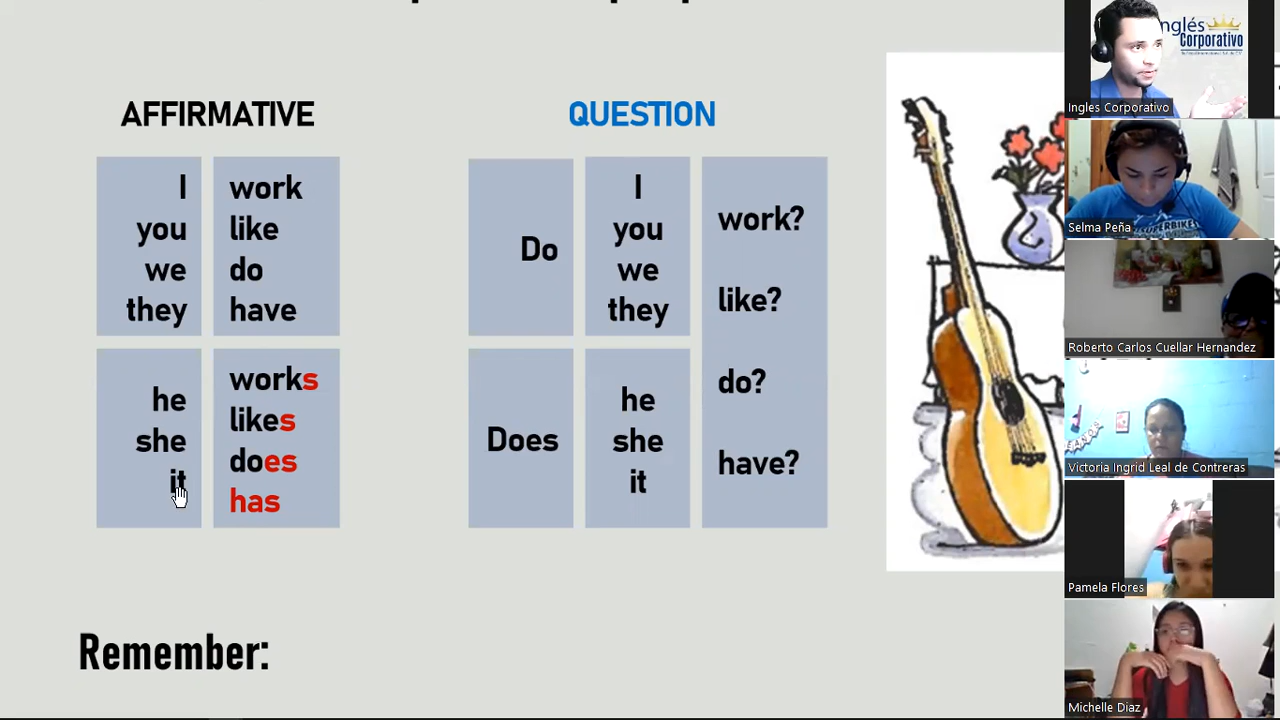 AFFIRMATIVE
QUESTION
I
you
we
they
work
like
do
have
he
she
it
works
likes
does
has
Do
I
you
we
they
Does
he
she
it
work?
like?
do?
have?
Remember:
Inglés
Corporativo
Ingles Corporativo
SUPERBIKES
Selma Peña
Roberto Carlos Cuellar Hernandez
Victoria Ingrid Leal de Contreras
Pamela Flores
Michelle Diaz